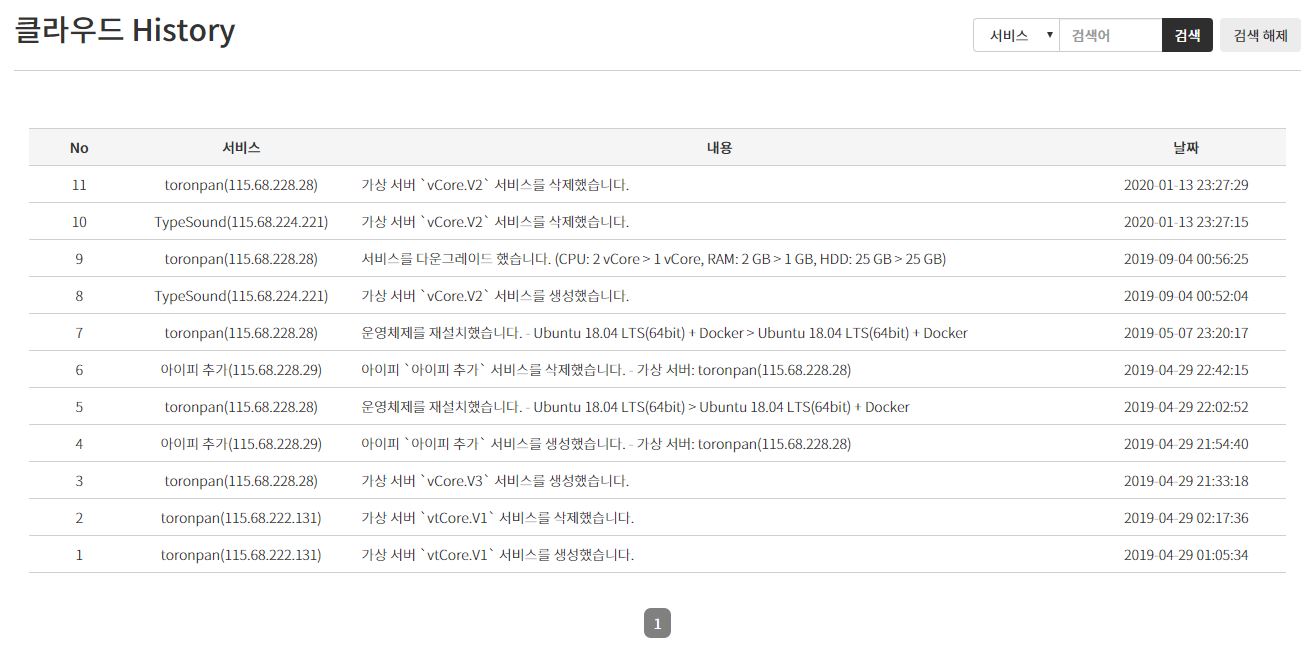 클라우드 History
서비스 ▼ 검색어 검색 검색 해제
No 서비스 내용 날짜
11 toronpan(115.68.228.28) 가상 서버 `vCore.V2` 서비스를 삭제했습니다. 2020-01-13 23:27:29
10 TypeSound(115.68.224.221) 가상 서버 `vCore.V2` 서비스를 삭제했습니다. 2020-01-13 23:27:15
9 toronpan(115.68.228.28) 서비스를 다운그레이드 했습니다. (CPU: 2 vCore > 1 vCore, RAM: 2 GB > 1 GB, HDD: 25 GB > 25 GB) 2019-09-04 00:56:25
8 TypeSound(115.68.224.221) 가상 서버 `vCore.V2` 서비스를 생성했습니다. 2019-09-04 00:52:04
7 toronpan(115.68.228.28) 운영체제를 재설치했습니다. - Ubuntu 18.04 LTS(64bit) + Docker > Ubuntu 18.04 LTS(64bit) + Docker 2019-05-07 23:20:17
6 아이피 추가(115.68.228.29) 아이피 `아이피 추가` 서비스를 삭제했습니다. - 가상 서버: toronpan(115.68.228.28) 2019-04-29 22:42:15
5 toronpan(115.68.228.28) 운영체제를 재설치했습니다. - Ubuntu 18.04 LTS(64bit) > Ubuntu 18.04 LTS(64bit) + Docker 2019-04-29 22:02:52
4 아이피 추가(115.68.228.29) 아이피 `아이피 추가` 서비스를 생성했습니다. - 가상 서버: toronpan(115.68.228.28) 2019-04-29 21:54:40
3 toronpan(115.68.228.28) 가상 서버 `vCore.V3` 서비스를 생성했습니다. 2019-04-29 21:33:18
2 toronpan(115.68.222.131) 가상 서버 `vtCore.V1` 서비스를 삭제했습니다. 2019-04-29 02:17:36
1 toronpan(115.68.222.131) 가상 서버 `vtCore.V1` 서비스를 생성했습니다. 2019-04-29 01:05:34
1